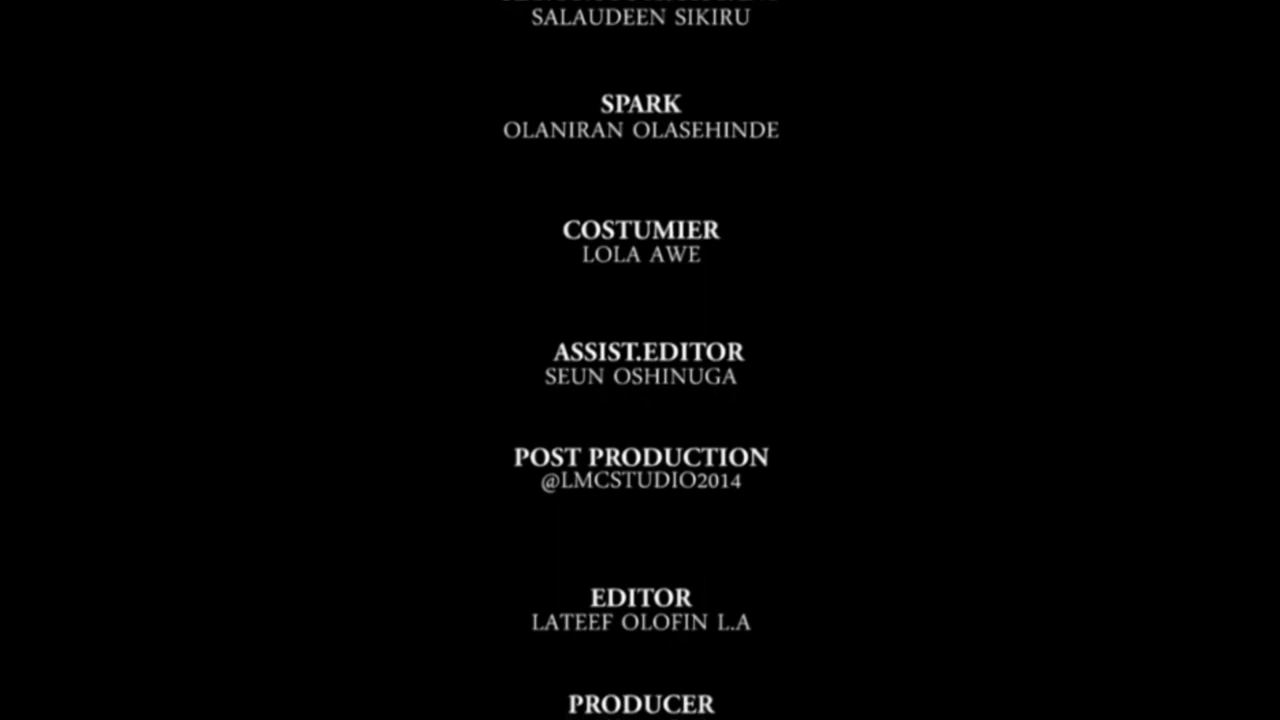 SALAUDEEN SIKIRU
SPARK
OLANIRAN OLASEHINDE
COSTUMIER
LOLA AWE
ASSIST.EDITOR
SEUN OSHINUGA
POST PRODUCTION
@LMCSTUDIO2014
EDITOR
LATEEF OLOFIN L.A
PRODUCER